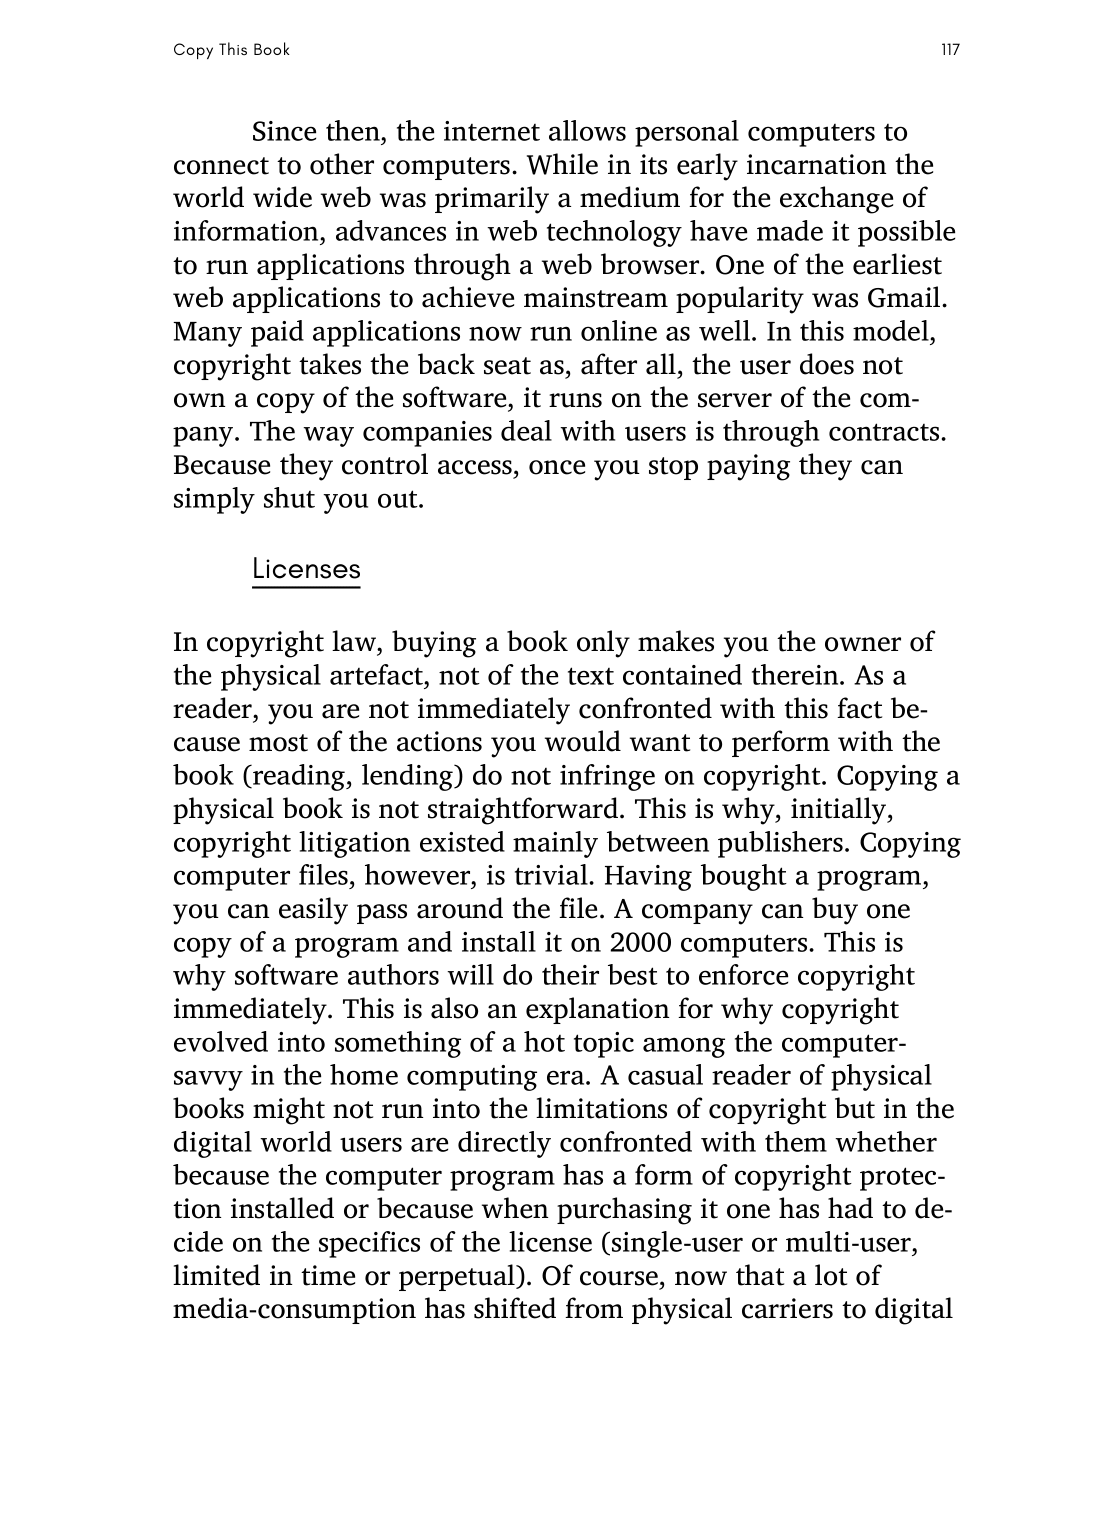 Copy This Book 117
Since then, the internet allows personal computers to
connect to other computers. While in its early incarnation the
world wide web was primarily a medium for the exchange of
information, advances in web technology have made it possible
to run applications through a web browser. One of the earliest
web applications to achieve mainstream popularity was Gmail.
Many paid applications now run online as well. In this model,
copyright takes the back seat as, after all, the user does not
own a copy of the software, it runs on the server of the com-
pany. The way companies deal with users is through contracts.
Because they control access, once you stop paying they can
simply shut you out.
Licenses
In copyright law, buying a book only makes you the owner of
the physical artefact, not of the text contained therein. As a
reader, you are not immediately confronted with this fact be-
cause most of the actions you would want to perform with the
book (reading, lending) do not infringe on copyright. Copying a
physical book is not straightforward. This is why, initially,
copyright litigation existed mainly between publishers. Copying
computer files, however, is trivial. Having bought a program,
you can easily pass around the file. A company can buy one
copy of a program and install it on 2000 computers. This is
why software authors will do their best to enforce copyright
immediately. This is also an explanation for why copyright
evolved into something of a hot topic among the computer-
savvy in the home computing era. A casual reader of physical
books might not run into the limitations of copyright but in the
digital world users are directly confronted with them whether
because the computer program has a form of copyright protec-
tion installed or because when purchasing it one has had to de-
cide on the specifics of the license (single-user or multi-user,
limited in time or perpetual). Of course, now that a lot of
media-consumption has shifted from physical carriers to digital